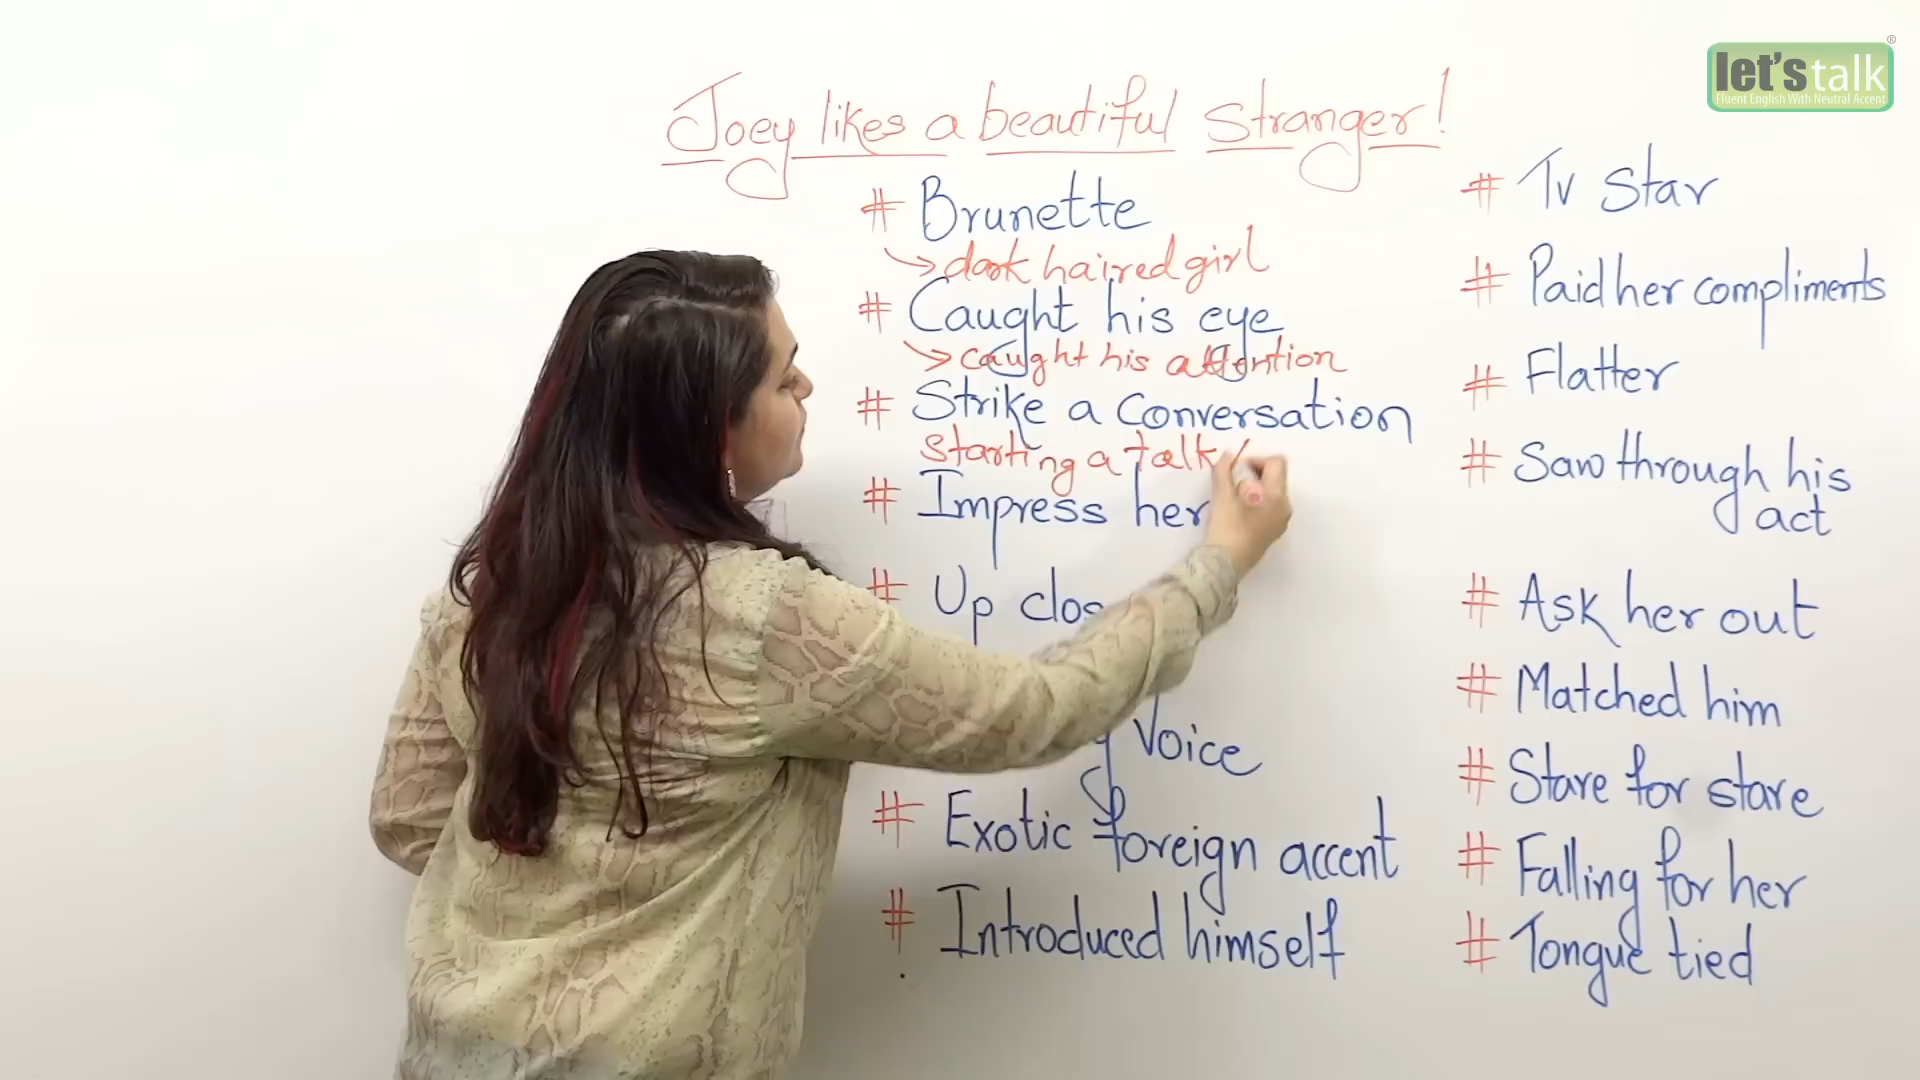 let's talk
®
Fluent English With Neutral Accent
Joey likes a beautiful stranger!
# Brunette
→ dark haired girl
# Caught his eye
→ caught his attention
# Strike a conversation
starting a talk /
# Impress her
# Up clos
Voice
# Exotic foreign accent
# Introduced himself
# Tv Star
# Paid her compliments
# Flatter
# Saw through his
act
# Ask her out
# Matched him
# Stare for stare
# Falling for her
# Tongue tied